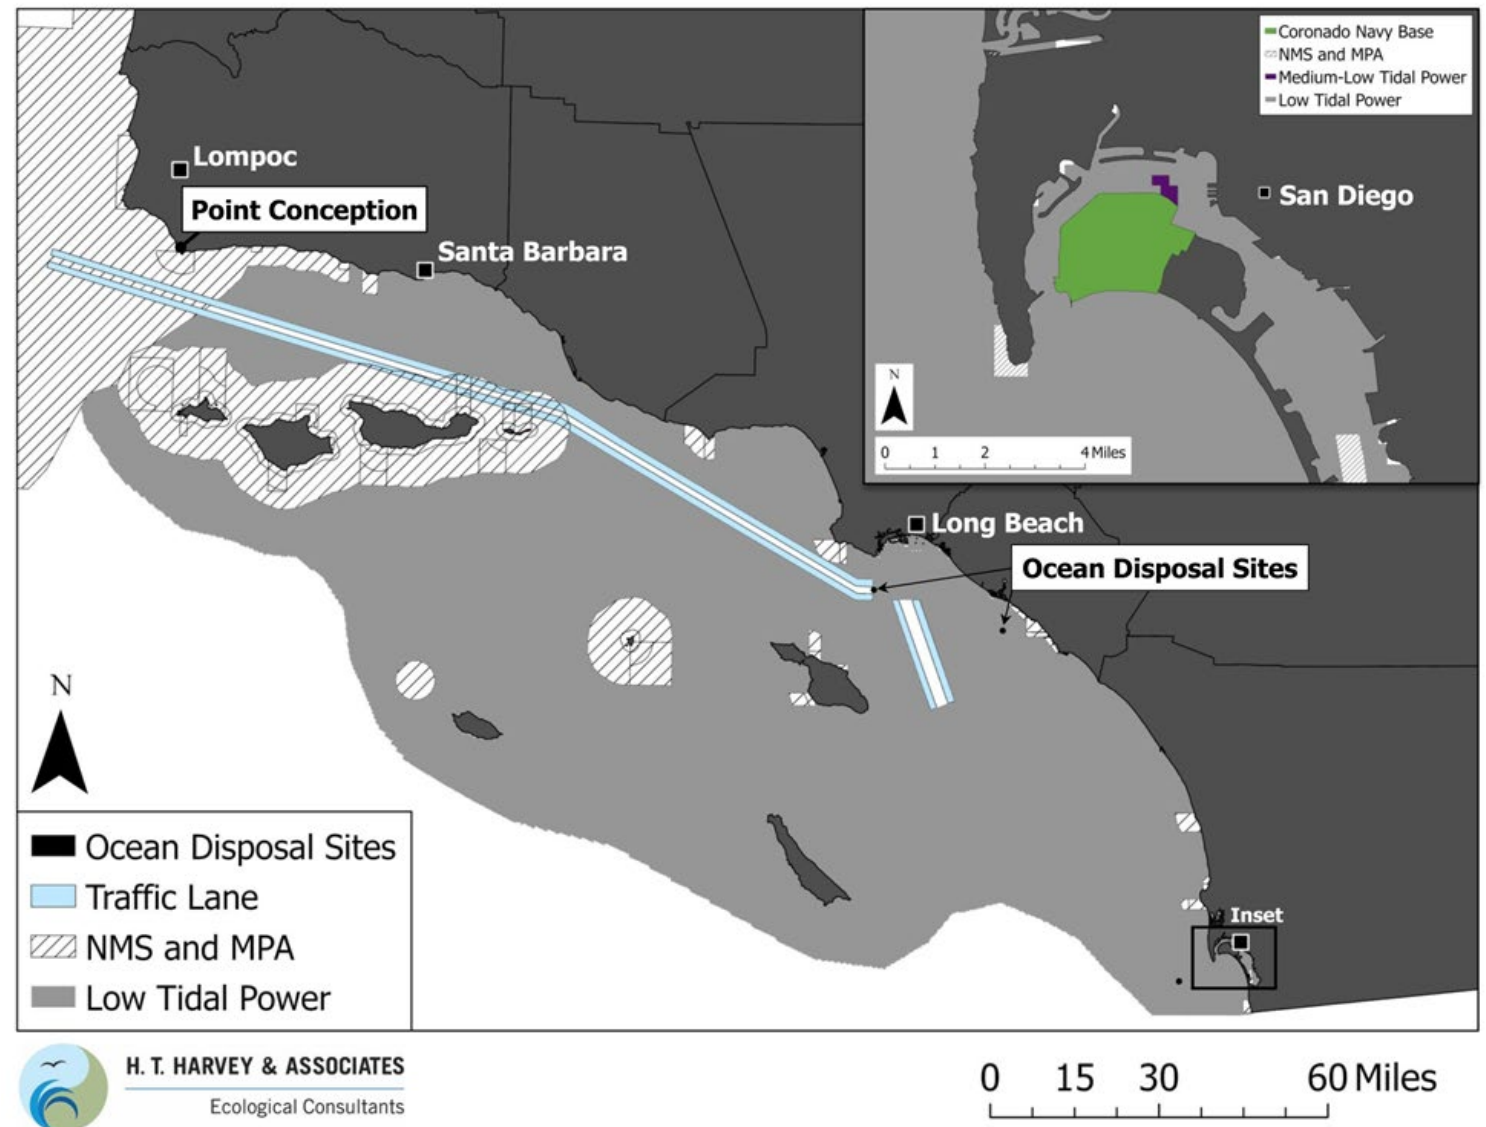 Coronado Navy Base
NMS and MPA
Medium-Low Tidal Power
Low Tidal Power
Lompoc
Point Conception
Santa Barbara
San Diego
N
0 1 2 4 Miles
Long Beach
Ocean Disposal Sites
N
Inset
Ocean Disposal Sites
Traffic Lane
NMS and MPA
Low Tidal Power
H. T. HARVEY & ASSOCIATES
Ecological Consultants
0 15 30 60 Miles